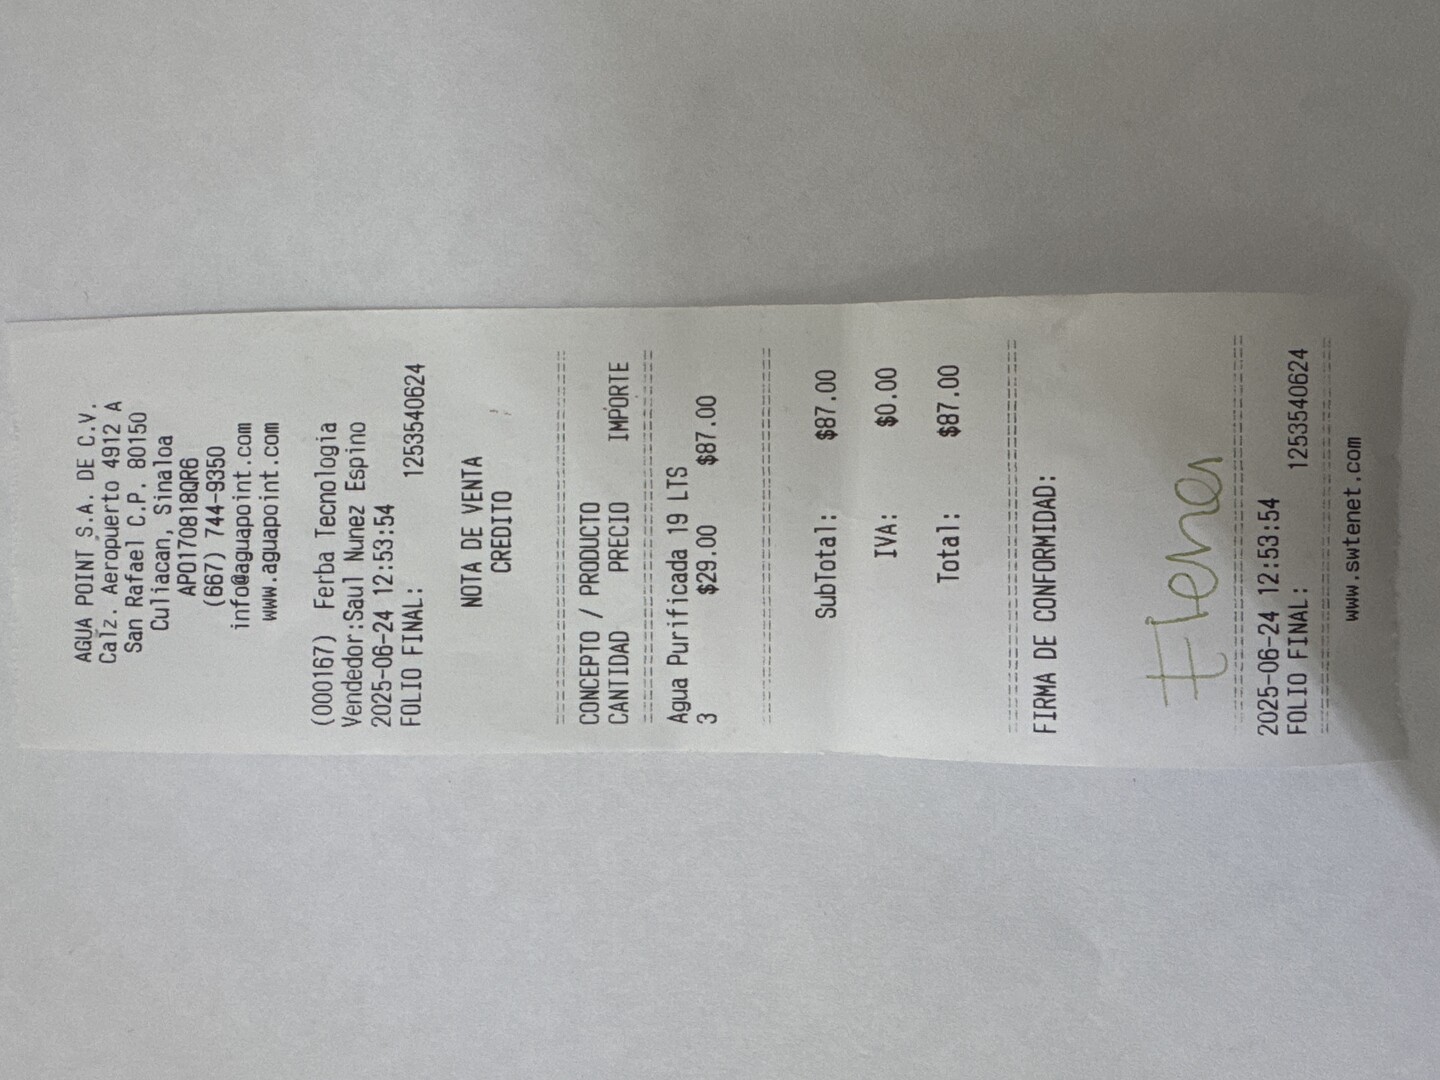 AGUA POINT S.A. DE C.V.
Calz. Aeropuerto 4912 A
San Rafael C.P. 80150
Culiacan, Sinaloa
APO170818QR6
(667) 744-9350
info@aguapoint.com
www.aguapoint.com
(000167) Ferba Tecnologia
Vendedor:Saul Nunez Espino
2025-06-24 12:53:54
FOLIO FINAL: 1253540624
NOTA DE VENTA
CREDITO
CONCEPTO / PRODUCTO
CANTIDAD PRECIO IMPORTE
Agua Purificada 19 LTS
3 $29.00 $87.00
SubTotal: $87.00
IVA: $0.00
Total: $87.00
FIRMA DE CONFORMIDAD:
2025-06-24 12:53:54
FOLIO FINAL: 1253540624
www.swtenet.com